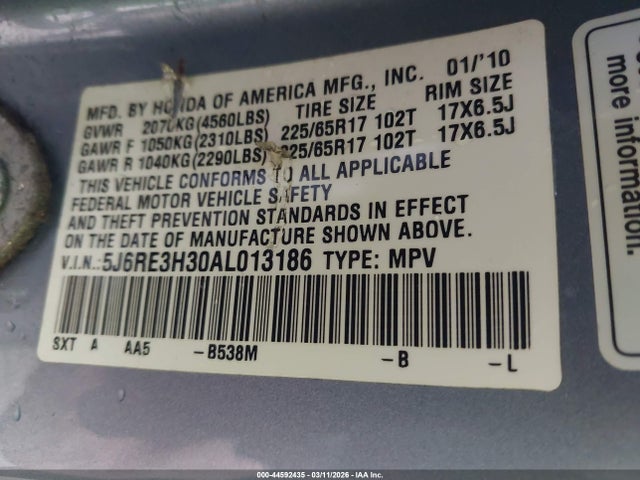 MFD. BY HONDA OF AMERICA MFG., INC. 01/'10
GVWR 2070KG(4560LBS) TIRE SIZE RIM SIZE
GAWR F 1050KG(2310LBS) 225/65R17 102T 17X6.5J
GAWR R 1040KG(2290LBS) 225/65R17 102T 17X6.5J
THIS VEHICLE CONFORMS TO ALL APPLICABLE
FEDERAL MOTOR VEHICLE SAFETY
AND THEFT PREVENTION STANDARDS IN EFFECT
ON THE DATE OF MANUFACTURE SHOWN ABOVE.
V.I.N.:5J6RE3H30AL013186 TYPE: MPV
SXT A AA5 -B538M -B -L
more information.
000-44592435 - 03/11/2026 - IAA Inc.